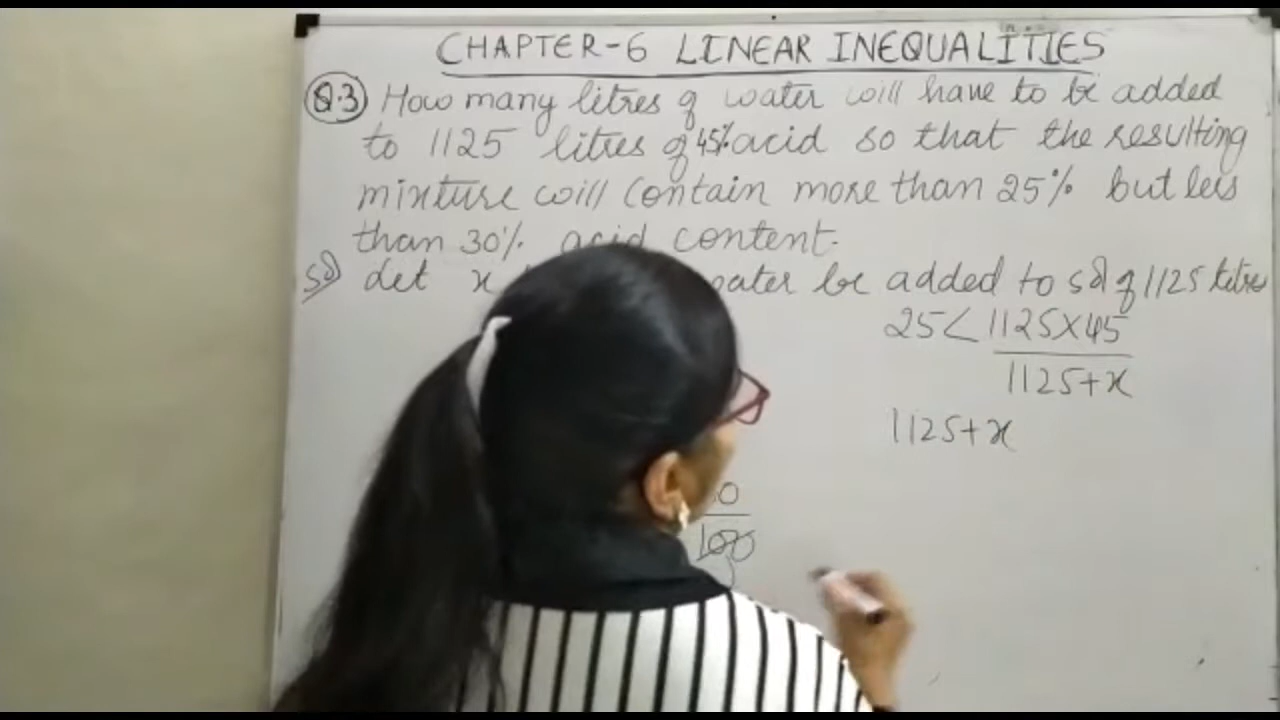 CHAPTER-6 LINEAR INEQUALITIES
Q.3 How many litres of water will have to be added
to 1125 litres of 45% acid so that the resulting
mixture will contain more than 25% but less
than 30% acid content.
Sol Let x water be added to sol of 1125 litre
25 < 1125×45
1125+x
1125+x
100